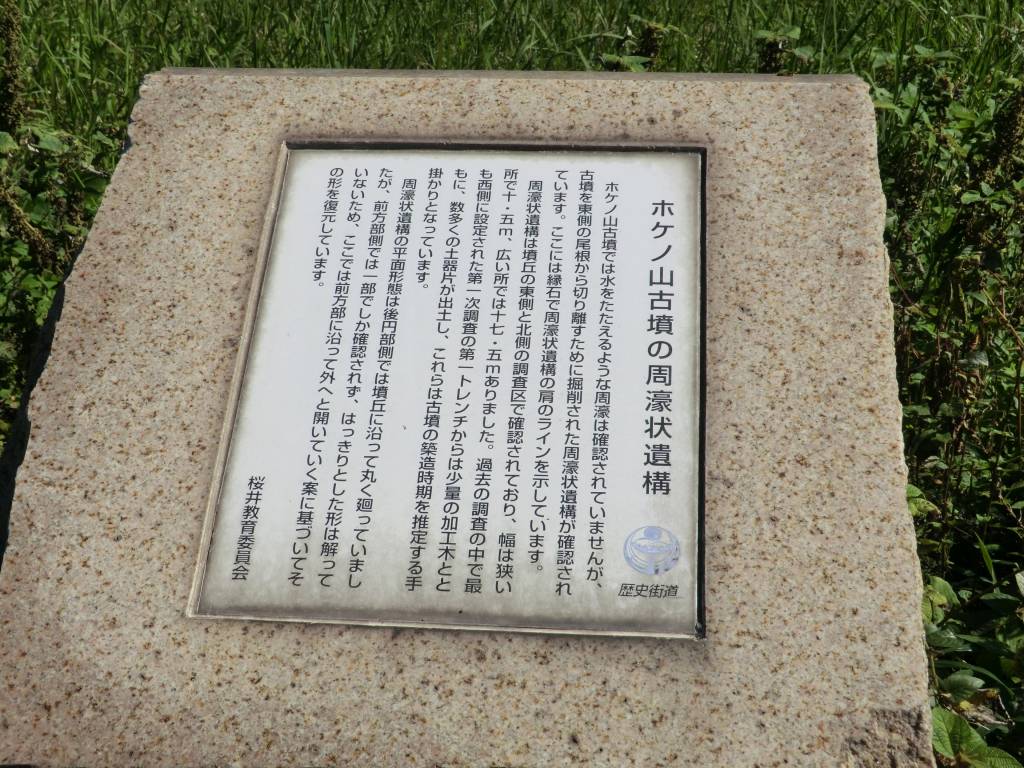 ホケノ山古墳の周濠状遺構
ホケノ山古墳では水をたたえるような周濠は確認されていませんが、
古墳を東側の尾根から切り離すために掘削された周濠状遺構が確認され
ています。ここには縁石で周濠状遺構の肩のラインを示しています。
周濠状遺構は墳丘の東側と北側の調査区で確認されており、幅は狭い
所で十・五m、広い所では十七・五mありました。過去の調査の中で最
も西側に設定された第一次調査の第一トレンチからは少量の加工木とと
もに、数多くの土器片が出土し、これらは古墳の築造時期を推定する手
掛かりとなっています。
周濠状遺構の平面形態は後円部側では墳丘に沿って丸く廻っていまし
たが、前方部側では一部でしか確認されず、はっきりとした形は解って
いないため、ここでは前方部に沿って外へと開いていく案に基づいてそ
の形を復元しています。
桜井教育委員会
歴史街道